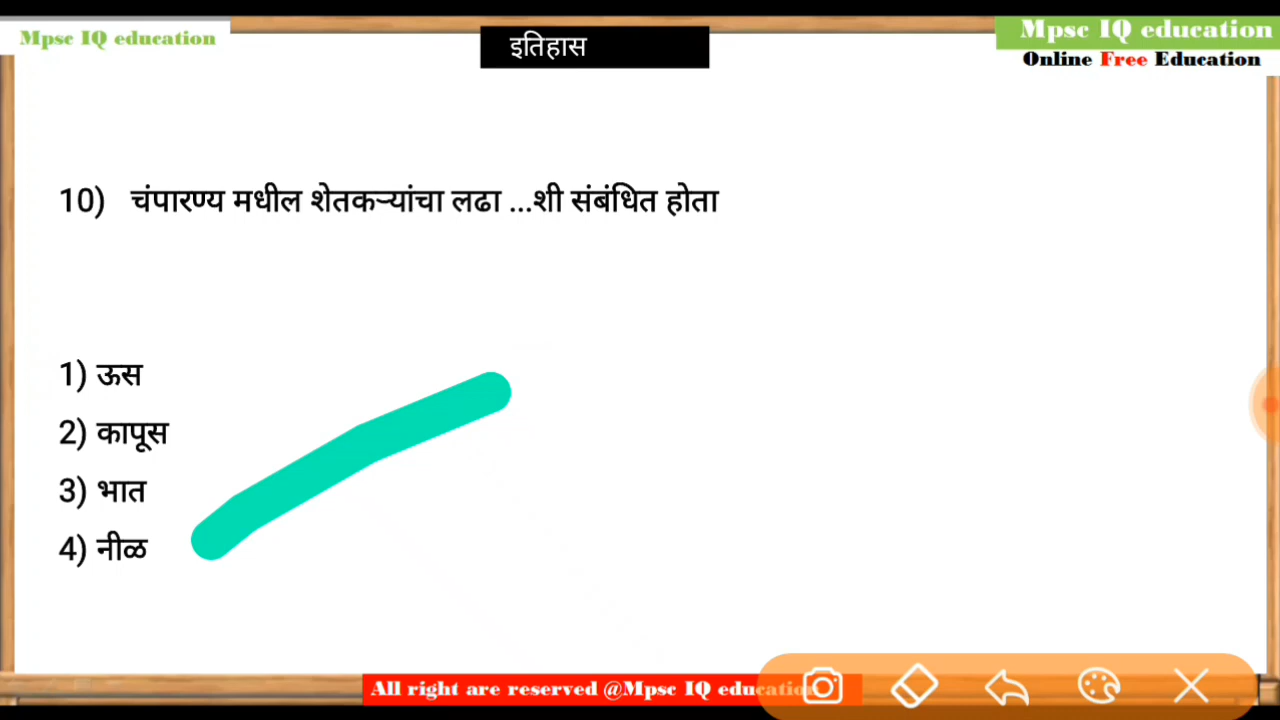 Mpsc IQ education
इतिहास
Mpsc IQ education
Online Free Education
10) चंपारण्य मधील शेतकऱ्यांचा लढा ...शी संबंधित होता
1) ऊस
2) कापूस
3) भात
4) नीळ
All right are reserved @Mpsc IQ education